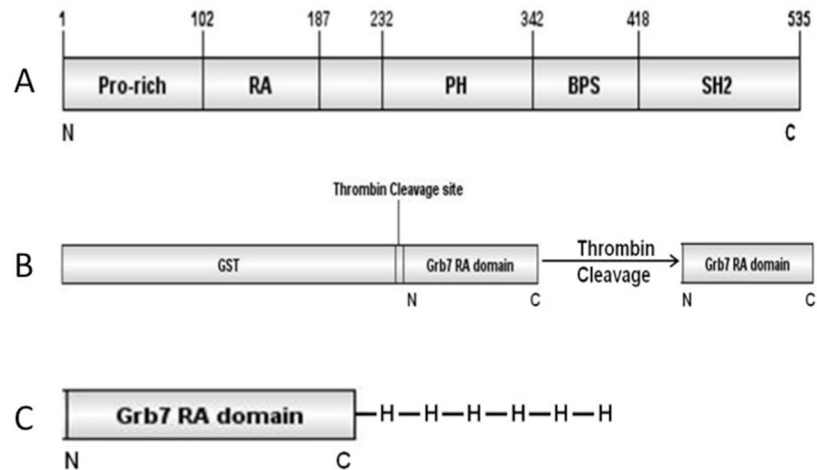 1 102 187 232 342 418 535
A Pro-rich RA PH BPS SH2
N C
Thrombin Cleavage site
B GST Grb7 RA domain Thrombin Cleavage Grb7 RA domain
N C N C
C Grb7 RA domain H H H H H H
N C